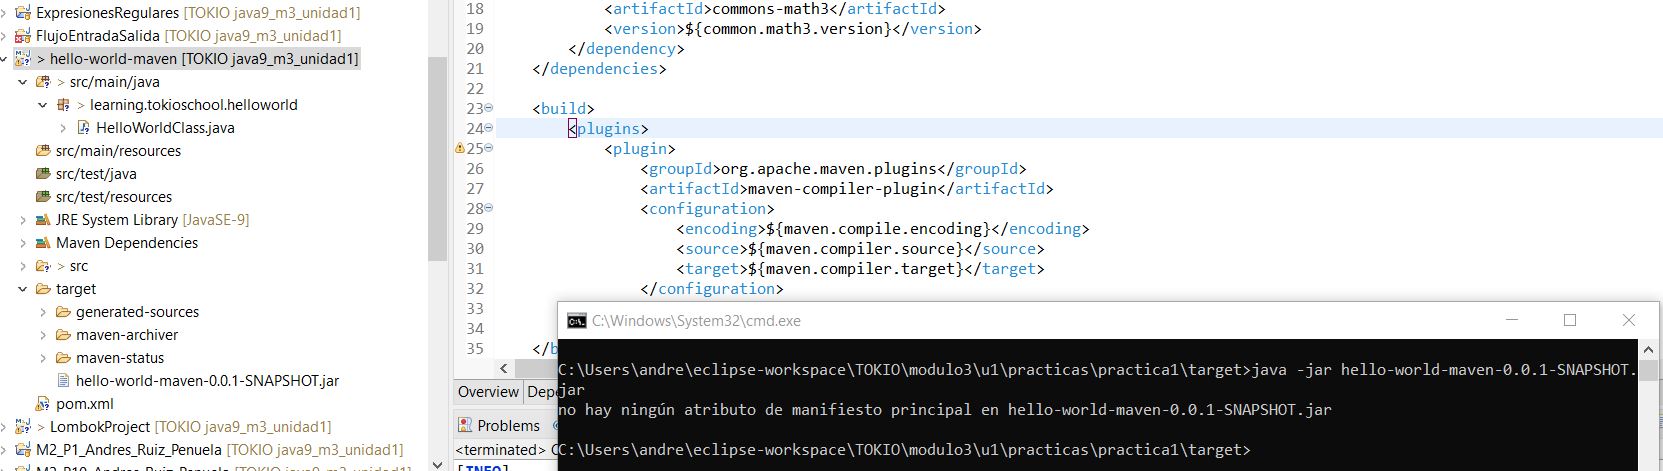 ExpresionesRegulares [TOKIO java9_m3_unidad1]
FlujoEntradaSalida [TOKIO java9_m3_unidad1]
> hello-world-maven [TOKIO java9_m3_unidad1]
> src/main/java
> learning.tokioschool.helloworld
HelloWorldClass.java
src/main/resources
src/test/java
src/test/resources
JRE System Library [JavaSE-9]
Maven Dependencies
> src
target
generated-sources
maven-archiver
maven-status
hello-world-maven-0.0.1-SNAPSHOT.jar
pom.xml
> LombokProject [TOKIO java9_m3_unidad1]
M2_P1_Andres_Ruiz_Penuela [TOKIO java9_m3_unidad1]
M2_P10_Andres_Ruiz_Penuela [TOKIO java9_m3_unidad1]
18 <artifactId>commons-math3</artifactId>
19 <version>${common.math3.version}</version>
20 </dependency>
21 </dependencies>
22
23 <build>
24 <plugins>
25 <plugin>
26 <groupId>org.apache.maven.plugins</groupId>
27 <artifactId>maven-compiler-plugin</artifactId>
28 <configuration>
29 <encoding>${maven.compile.encoding}</encoding>
30 <source>${maven.compiler.source}</source>
31 <target>${maven.compiler.target}</target>
32 </configuration>
33
34
35 </b
Overview Depe
Problems
<terminated> C
[INFO]
C:\Windows\System32\cmd.exe
C:\Users\andre\eclipse-workspace\TOKIO\modulo3\u1\practicas\practica1\target>java -jar hello-world-maven-0.0.1-SNAPSHOT.
jar
no hay ningún atributo de manifiesto principal en hello-world-maven-0.0.1-SNAPSHOT.jar
C:\Users\andre\eclipse-workspace\TOKIO\modulo3\u1\practicas\practica1\target>